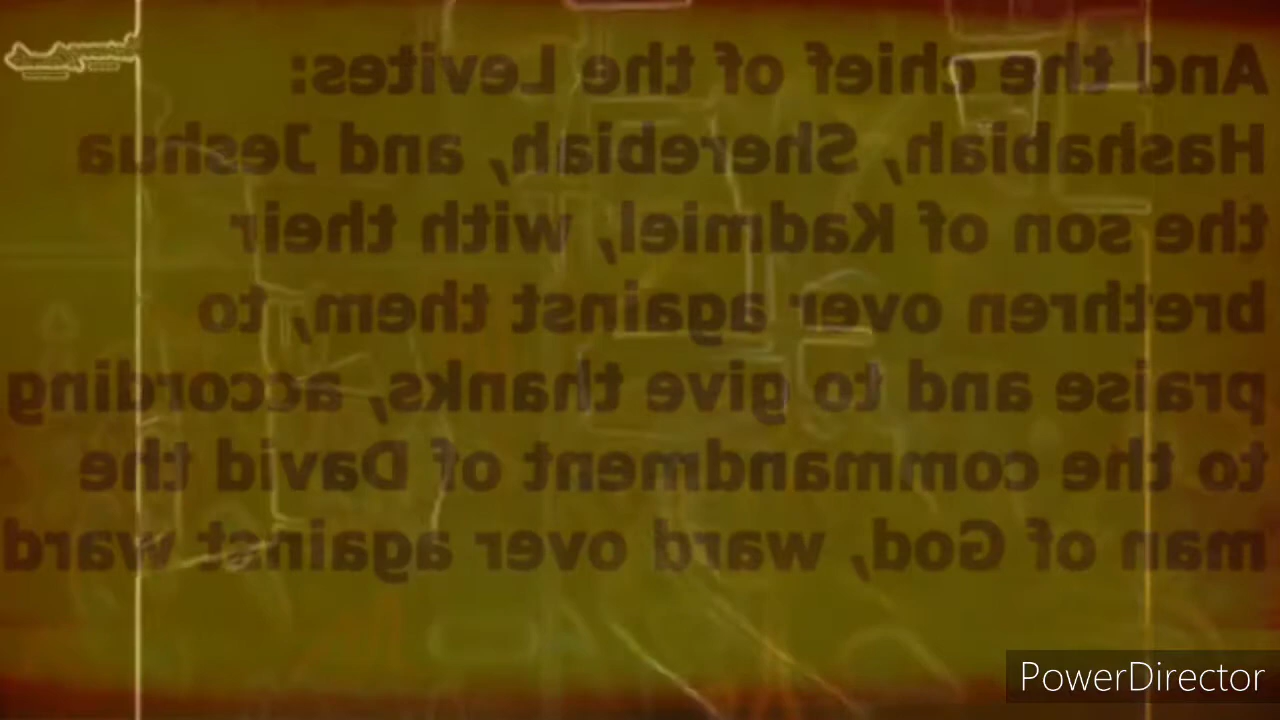 And the chief of the Levites:
Hashabiah, Sherebiah, and Jeshua
the son of Kadmiel, with their
brethren over against them, to
praise and to give thanks, according
to the commandment of David the
man of God, ward over against ward
PowerDirector